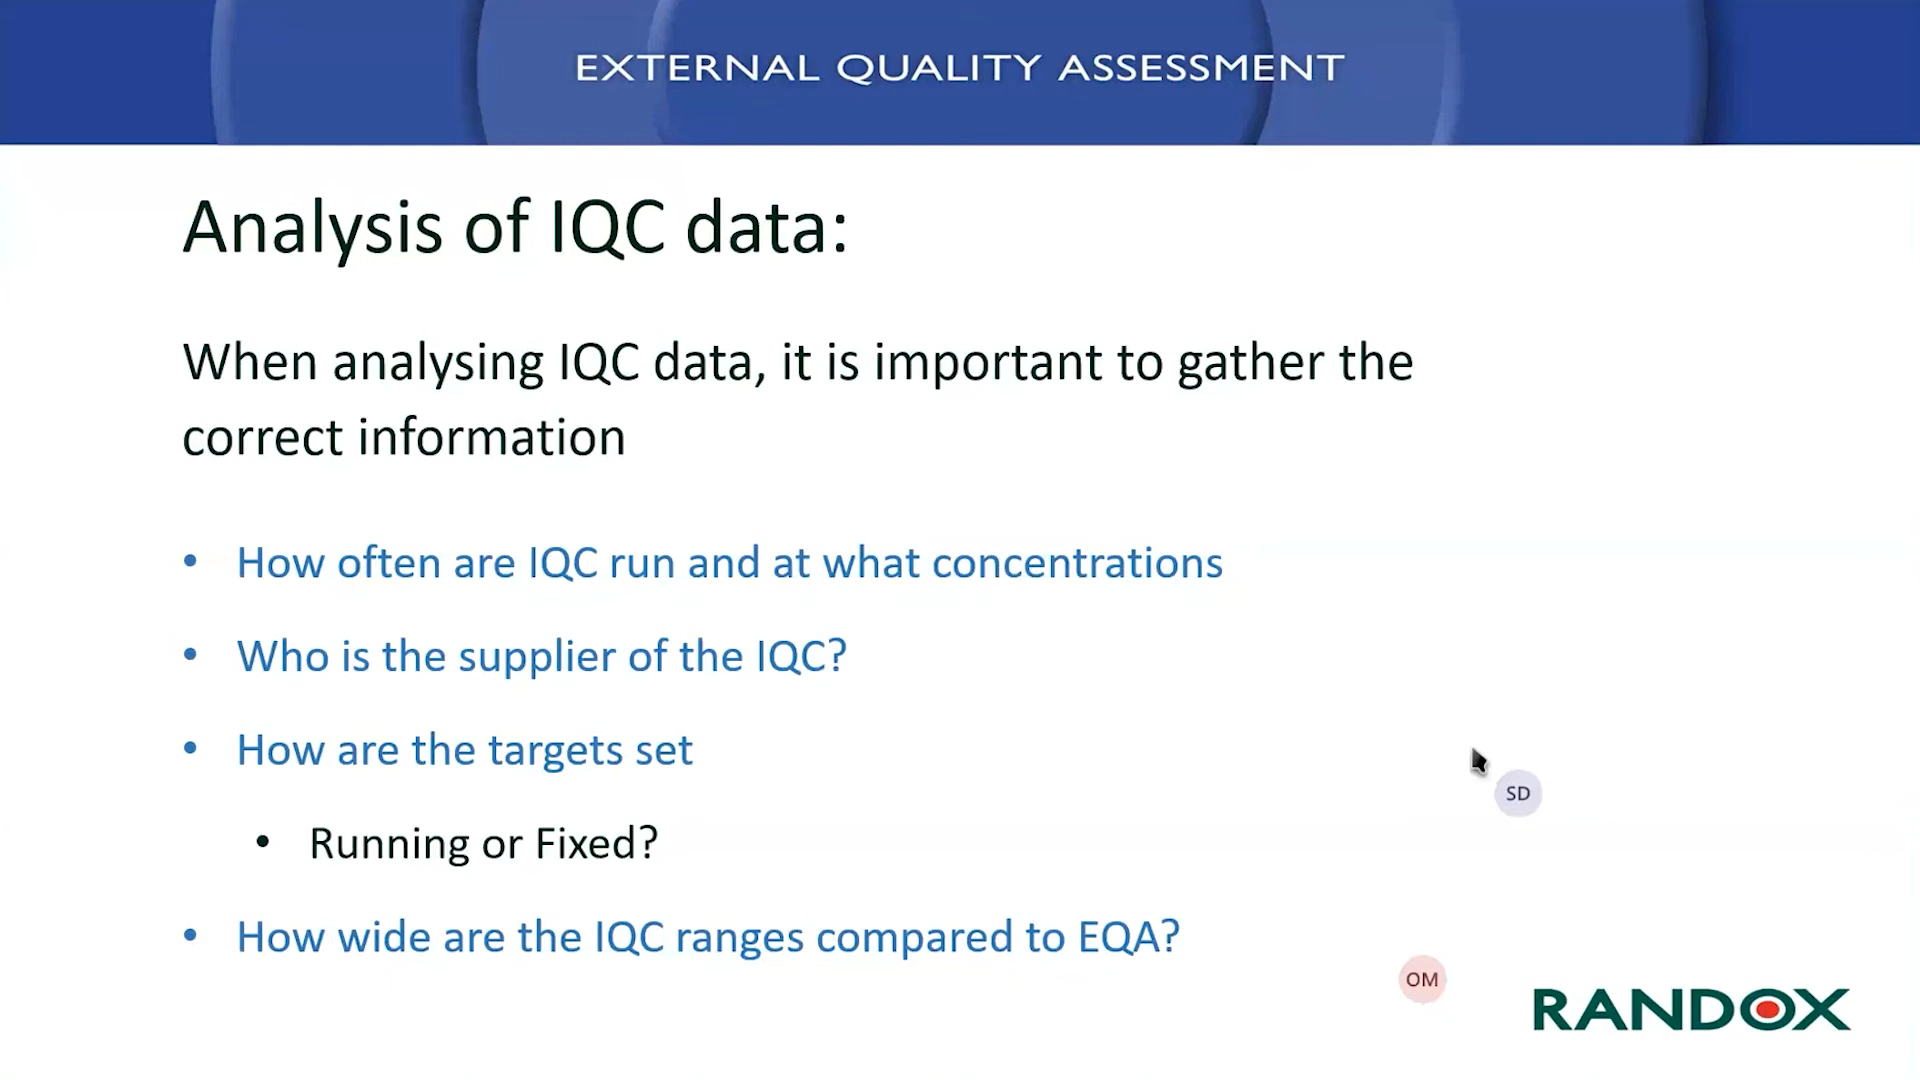 EXTERNAL QUALITY ASSESSMENT
Analysis of IQC data:
When analysing IQC data, it is important to gather the
correct information
• How often are IQC run and at what concentrations
• Who is the supplier of the IQC?
• How are the targets set
SD
• Running or Fixed?
• How wide are the IQC ranges compared to EQA?
OM
RANDOX